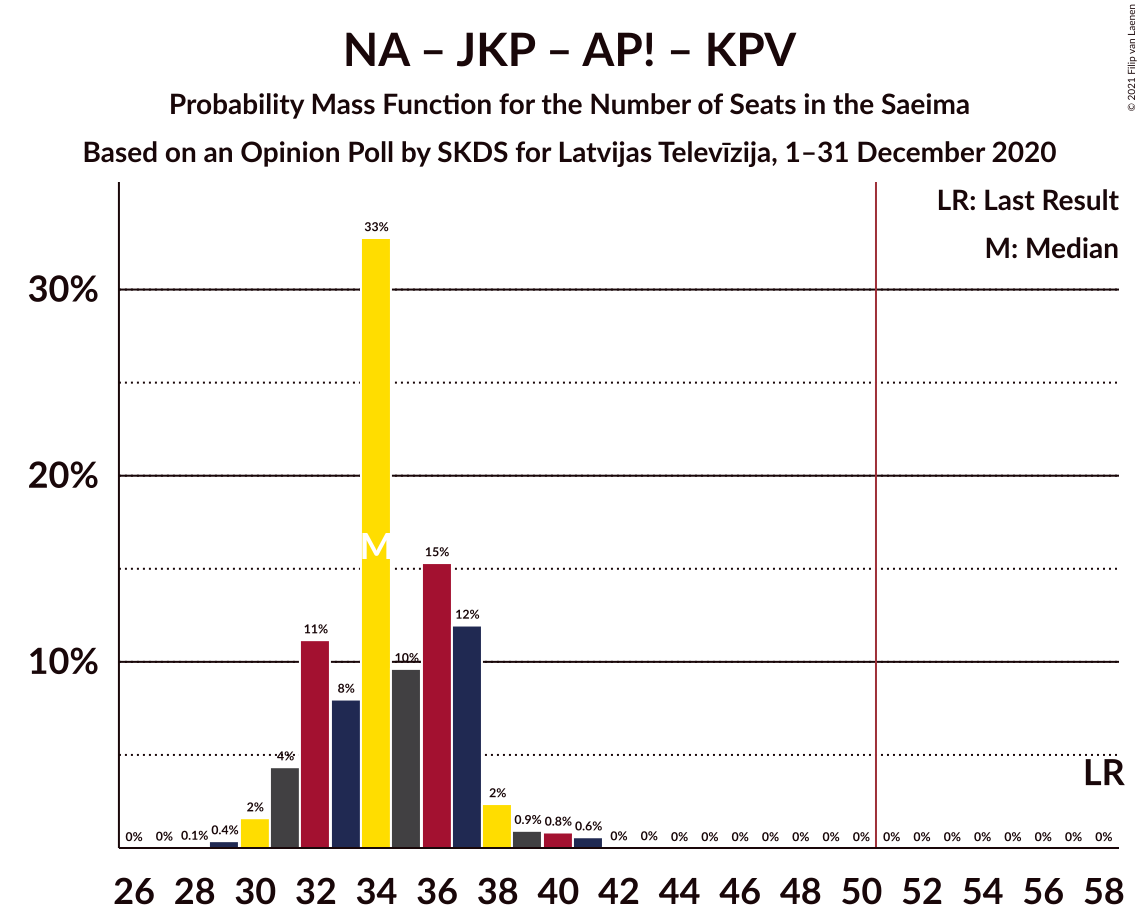 NA – JKP – AP! – KPV
Probability Mass Function for the Number of Seats in the Saeima
Based on an Opinion Poll by SKDS for Latvijas Televīzija, 1–31 December 2020
© 2021 Filip van Laenen
LR: Last Result
M: Median
30%
20%
10%
0% 0% 0.1% 0.4% 2% 4% 11% 8% 33% 10% 15% 12% 2% 0.9% 0.8% 0.6% 0% 0% 0% 0% 0% 0% 0% 0% 0% 0% 0% 0% 0% 0% 0% 0% 0%
M
LR
26 28 30 32 34 36 38 40 42 44 46 48 50 52 54 56 58